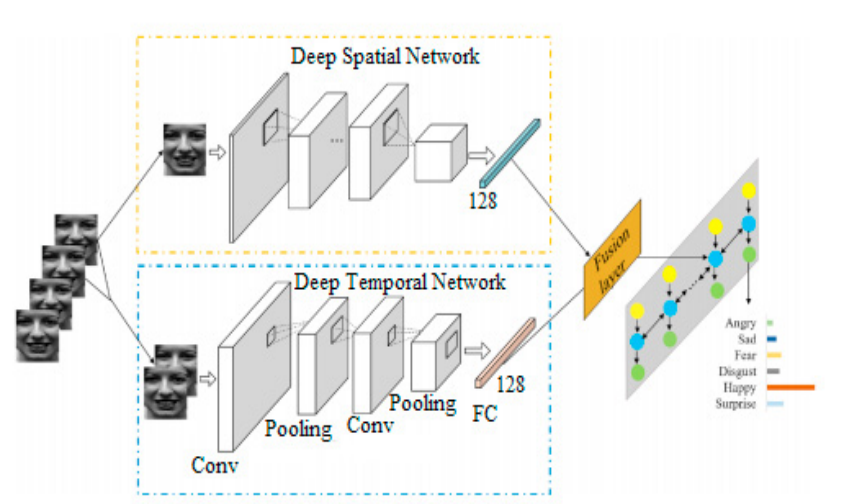 Deep Spatial Network
...
128
Deep Temporal Network
Conv
Pooling
Conv
Pooling
FC
128
Fusion
layer
Angry
Sad
Fear
Disgust
Happy
Surprise